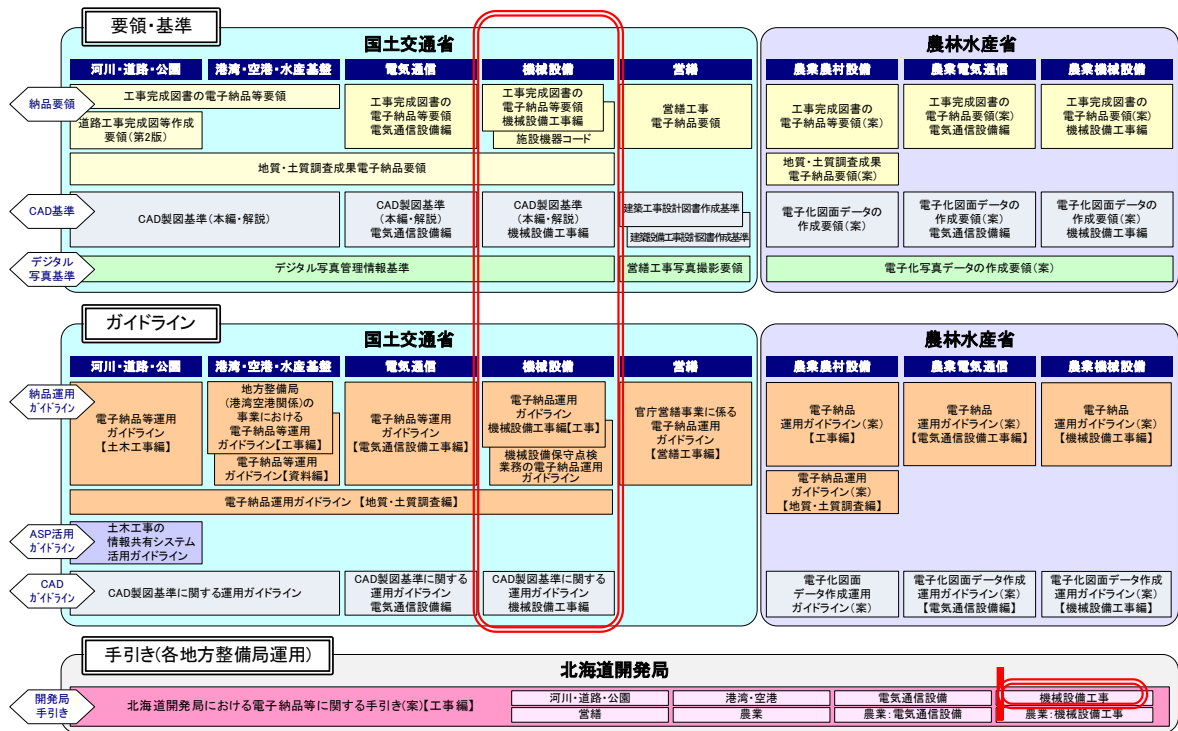 要領・基準
国土交通省
農林水産省
河川・道路・公園
港湾・空港・水産基盤
電気通信
機械設備
営繕
農業農村設備
農業電気通信
農業機械設備
納品要領
工事完成図書の電子納品等要領
道路工事完成図等作成
要領(第2版)
工事完成図書の
電子納品等要領
電気通信設備編
工事完成図書の
電子納品等要領
機械設備工事編
施設機器コード
営繕工事
電子納品要領
工事完成図書の
電子納品等要領(案)
工事完成図書の
電子納品要領(案)
電気通信設備編
工事完成図書の
電子納品要領(案)
機械設備工事編
地質・土質調査成果電子納品要領
地質・土質調査成果
電子納品要領(案)
CAD基準
CAD製図基準(本編・解説)
CAD製図基準
(本編・解説)
電気通信設備編
CAD製図基準
(本編・解説)
機械設備工事編
建築工事設計図書作成基準
建築設備工事設計図書作成基準
電子化図面データの
作成要領(案)
電子化図面データの
作成要領(案)
電気通信設備編
電子化図面データの
作成要領(案)
機械設備工事編
デジタル
写真基準
デジタル写真管理情報基準
営繕工事写真撮影要領
電子化写真データの作成要領(案)
ガイドライン
国土交通省
農林水産省
河川・道路・公園
港湾・空港・水産基盤
電気通信
機械設備
営繕
農業農村設備
農業電気通信
農業機械設備
納品運用
ガイドライン
電子納品等運用
ガイドライン
【土木工事編】
地方整備局
(港湾空港関係)の
事業における
電子納品等運用
ガイドライン【工事編】
電子納品等運用
ガイドライン【資料編】
電子納品等運用
ガイドライン
【電気通信設備工事編】
電子納品運用
ガイドライン
機械設備工事編【工事】
機械設備保守点検
業務の電子納品運用
ガイドライン
官庁営繕事業に係る
電子納品運用
ガイドライン
【営繕工事編】
電子納品
運用ガイドライン(案)
【工事編】
電子納品
運用ガイドライン(案)
【電気通信設備工事編】
電子納品
運用ガイドライン(案)
【機械設備工事編】
電子納品運用ガイドライン 【地質・土質調査編】
電子納品運用
ガイドライン(案)
【地質・土質調査編】
ASP活用
ガイドライン
土木工事の
情報共有システム
活用ガイドライン
CAD
ガイドライン
CAD製図基準に関する運用ガイドライン
CAD製図基準に関する
運用ガイドライン
電気通信設備編
CAD製図基準に関する
運用ガイドライン
機械設備工事編
電子化図面
データ作成運用
ガイドライン(案)
電子化図面データ作成
運用ガイドライン(案)
【電気通信設備編】
電子化図面データ作成
運用ガイドライン(案)
【機械設備工事編】
手引き(各地方整備局運用)
北海道開発局
開発局
手引き
北海道開発局における電子納品等に関する手引き(案)【工事編】
河川・道路・公園
港湾・空港
電気通信設備
機械設備工事
営繕
農業
農業:電気通信設備
農業:機械設備工事